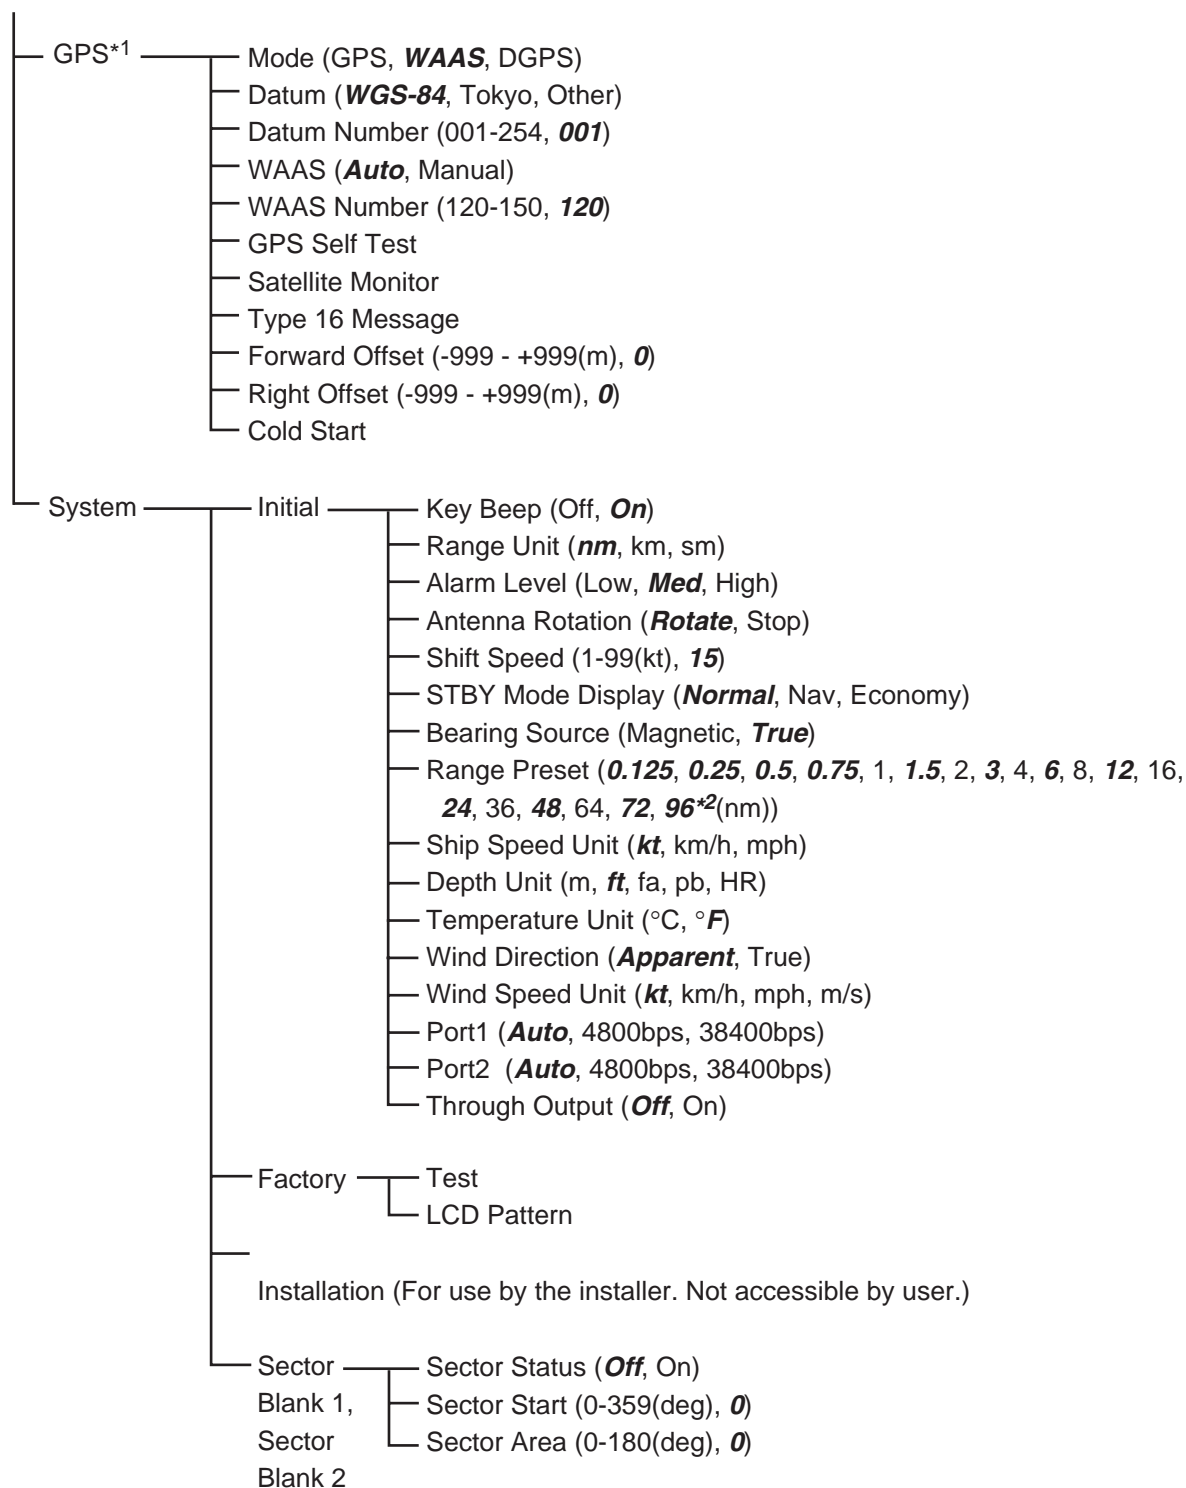 GPS*1
Mode (GPS, WAAS, DGPS)
Datum (WGS-84, Tokyo, Other)
Datum Number (001-254, 001)
WAAS (Auto, Manual)
WAAS Number (120-150, 120)
GPS Self Test
Satellite Monitor
Type 16 Message
Forward Offset (-999 - +999(m), 0)
Right Offset (-999 - +999(m), 0)
Cold Start
System
Initial
Key Beep (Off, On)
Range Unit (nm, km, sm)
Alarm Level (Low, Med, High)
Antenna Rotation (Rotate, Stop)
Shift Speed (1-99(kt), 15)
STBY Mode Display (Normal, Nav, Economy)
Bearing Source (Magnetic, True)
Range Preset (0.125, 0.25, 0.5, 0.75, 1, 1.5, 2, 3, 4, 6, 8, 12, 16,
24, 36, 48, 64, 72, 96*2(nm))
Ship Speed Unit (kt, km/h, mph)
Depth Unit (m, ft, fa, pb, HR)
Temperature Unit (°C, °F)
Wind Direction (Apparent, True)
Wind Speed Unit (kt, km/h, mph, m/s)
Port1 (Auto, 4800bps, 38400bps)
Port2 (Auto, 4800bps, 38400bps)
Through Output (Off, On)
Factory
Test
LCD Pattern
Installation (For use by the installer. Not accessible by user.)
Sector
Blank 1,
Sector
Blank 2
Sector Status (Off, On)
Sector Start (0-359(deg), 0)
Sector Area (0-180(deg), 0)